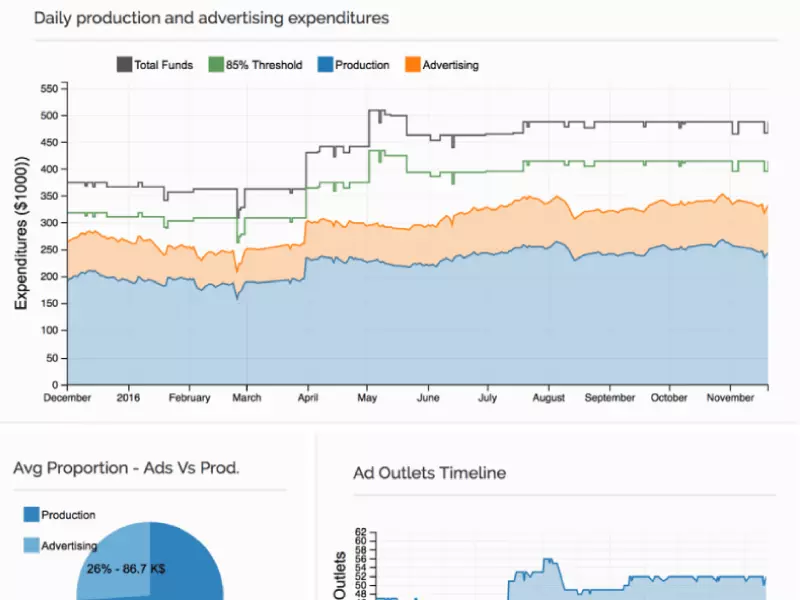 Daily production and advertising expenditures
Total Funds 85% Threshold Production Advertising
Expenditures ($1000))
550
500
450
400
350
300
250
200
150
100
50
0
December 2016 February March April May June July August September October November
Avg Proportion - Ads Vs Prod.
Production
Advertising
26% - 86.7 K$
Ad Outlets Timeline
Outlets
62
60
58
56
54
52
50
48